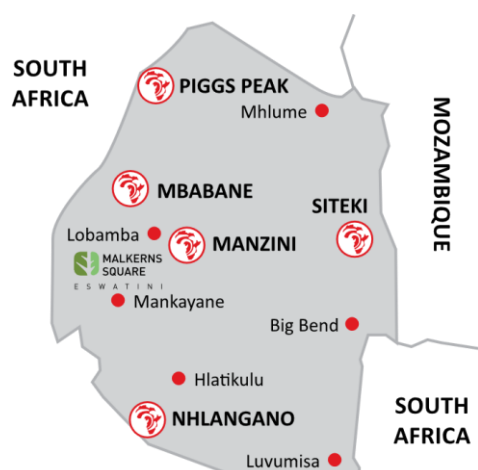 SOUTH
AFRICA
PIGGS PEAK
Mhlume
MOZAMBIQUE
MBABANE
SITEKI
Lobamba
MANZINI
MALKERNS
SQUARE
ESWATINI
Mankayane
Big Bend
Hlatikulu
NHLANGANO
SOUTH
AFRICA
Luvumisa